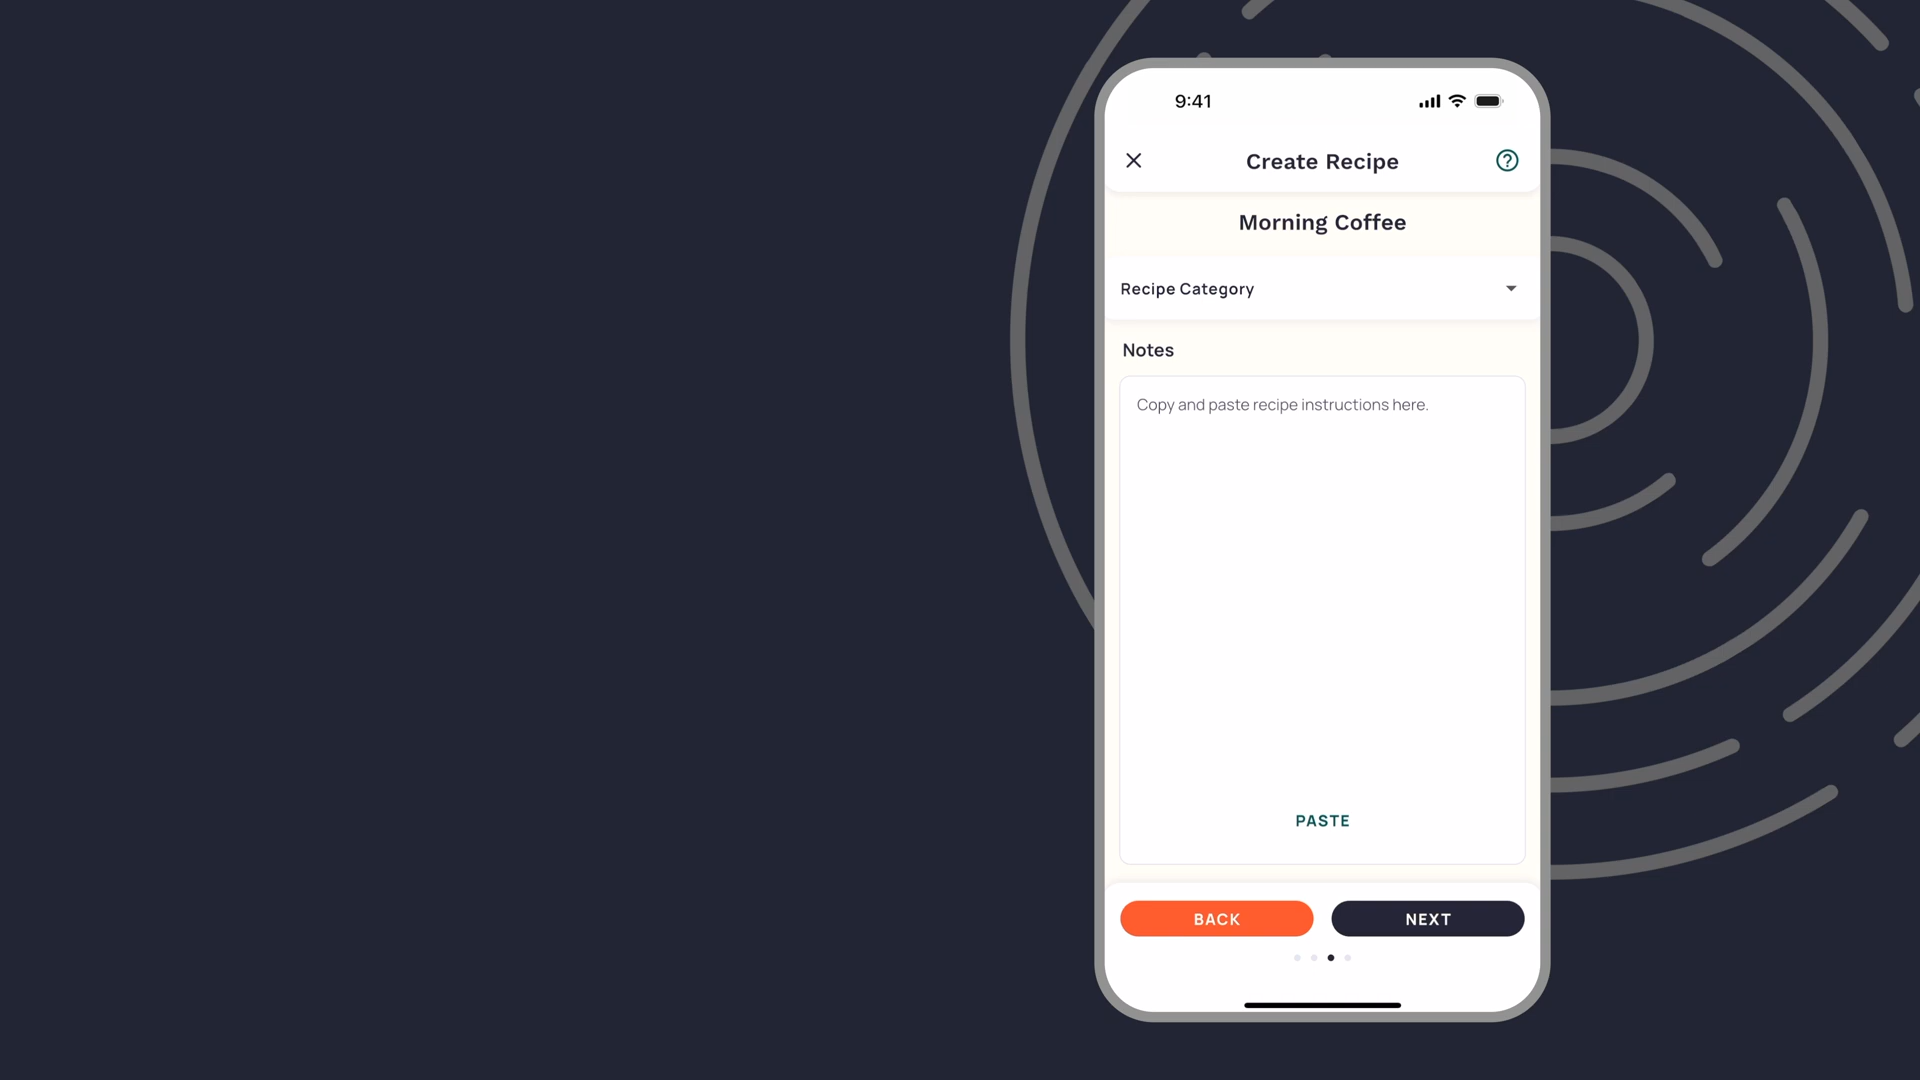 9:41
Create Recipe
Morning Coffee
Recipe Category
Notes
Copy and paste recipe instructions here.
PASTE
BACK
NEXT